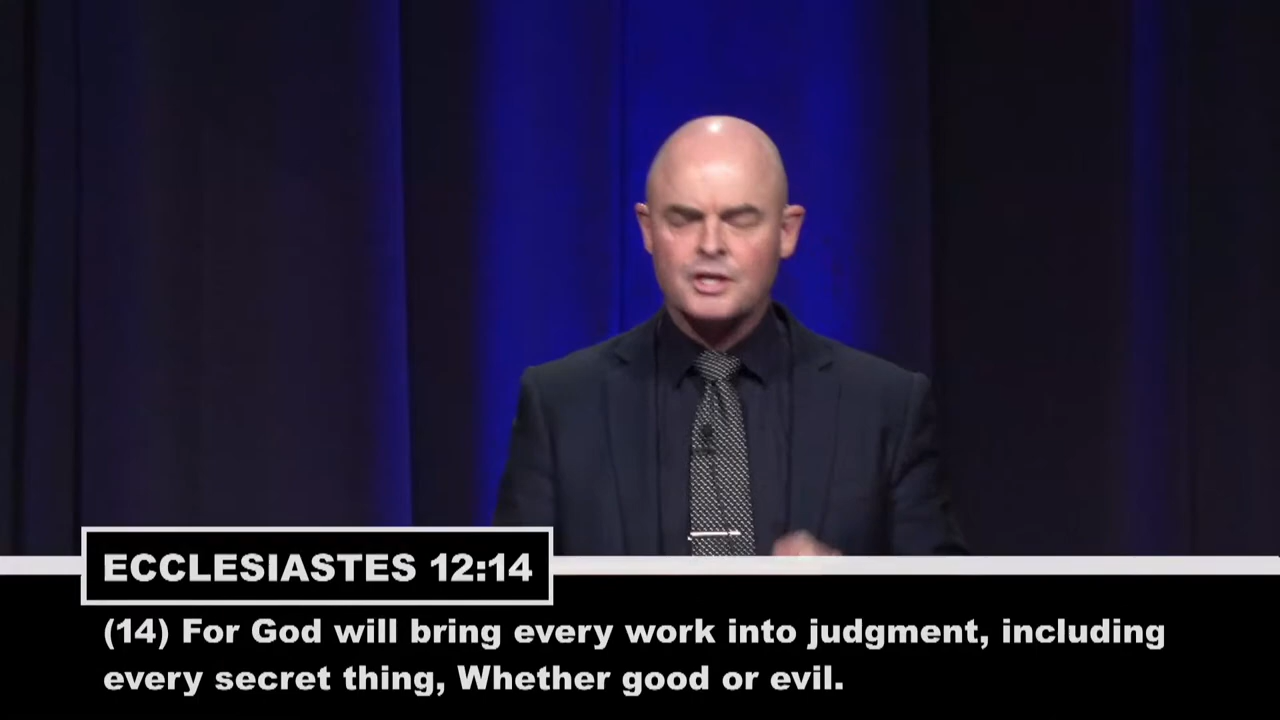 ECCLESIASTES 12:14
(14) For God will bring every work into judgment, including
every secret thing, Whether good or evil.